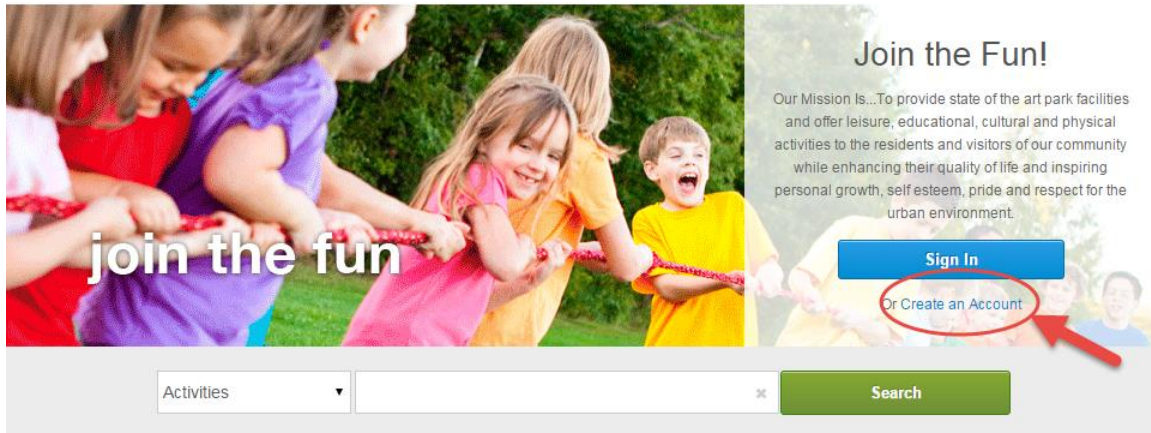 join the fun
Join the Fun!
Our Mission Is...To provide state of the art park facilities
and offer leisure, educational, cultural and physical
activities to the residents and visitors of our community
while enhancing their quality of life and inspiring
personal growth, self esteem, pride and respect for the
urban environment.
Sign In
Or Create an Account
Activities
Search